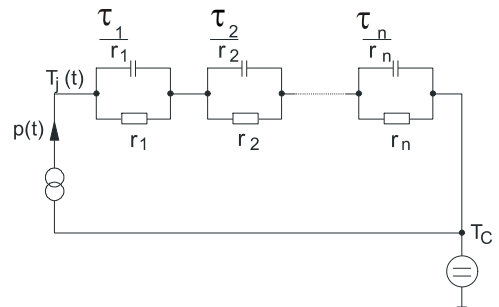 τ1/r1 τ2/r2 τn/rn
Tj(t)
p(t)
r1 r2 rn
TC